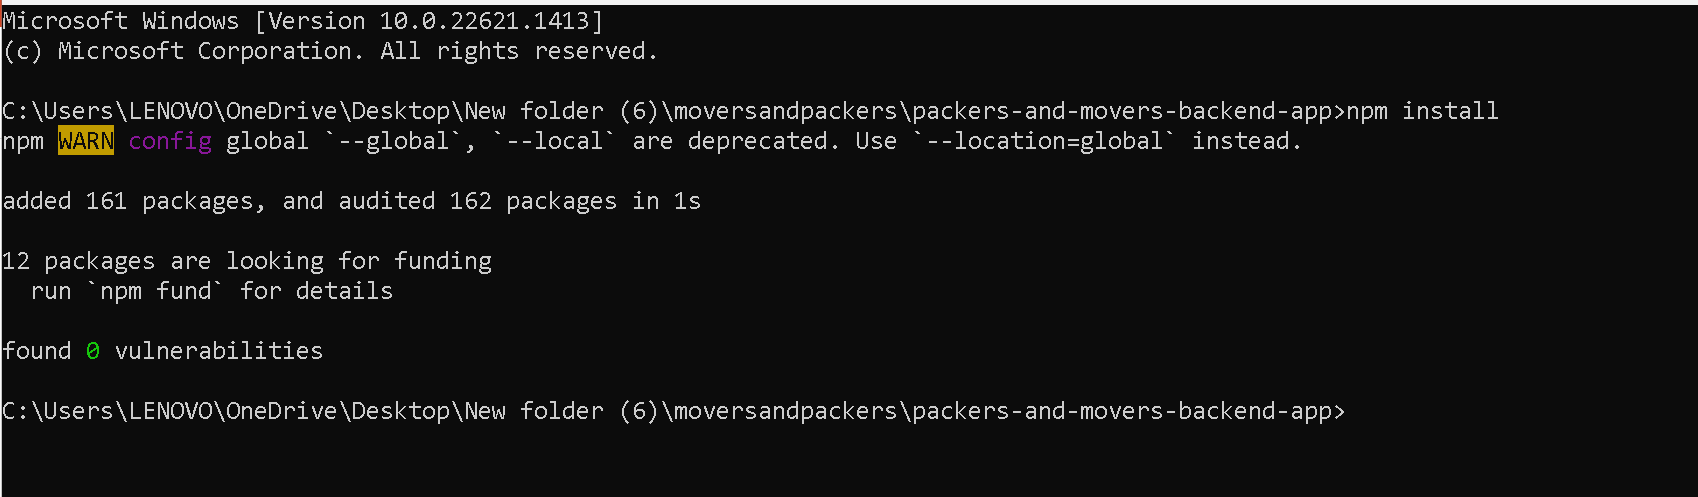 Microsoft Windows [Version 10.0.22621.1413]
(c) Microsoft Corporation. All rights reserved.
C:\Users\LENOVO\OneDrive\Desktop\New folder (6)\moversandpackers\packers-and-movers-backend-app>npm install
npm WARN config global `--global`, `--local` are deprecated. Use `--location=global` instead.
added 161 packages, and audited 162 packages in 1s
12 packages are looking for funding
  run `npm fund` for details
found 0 vulnerabilities
C:\Users\LENOVO\OneDrive\Desktop\New folder (6)\moversandpackers\packers-and-movers-backend-app>